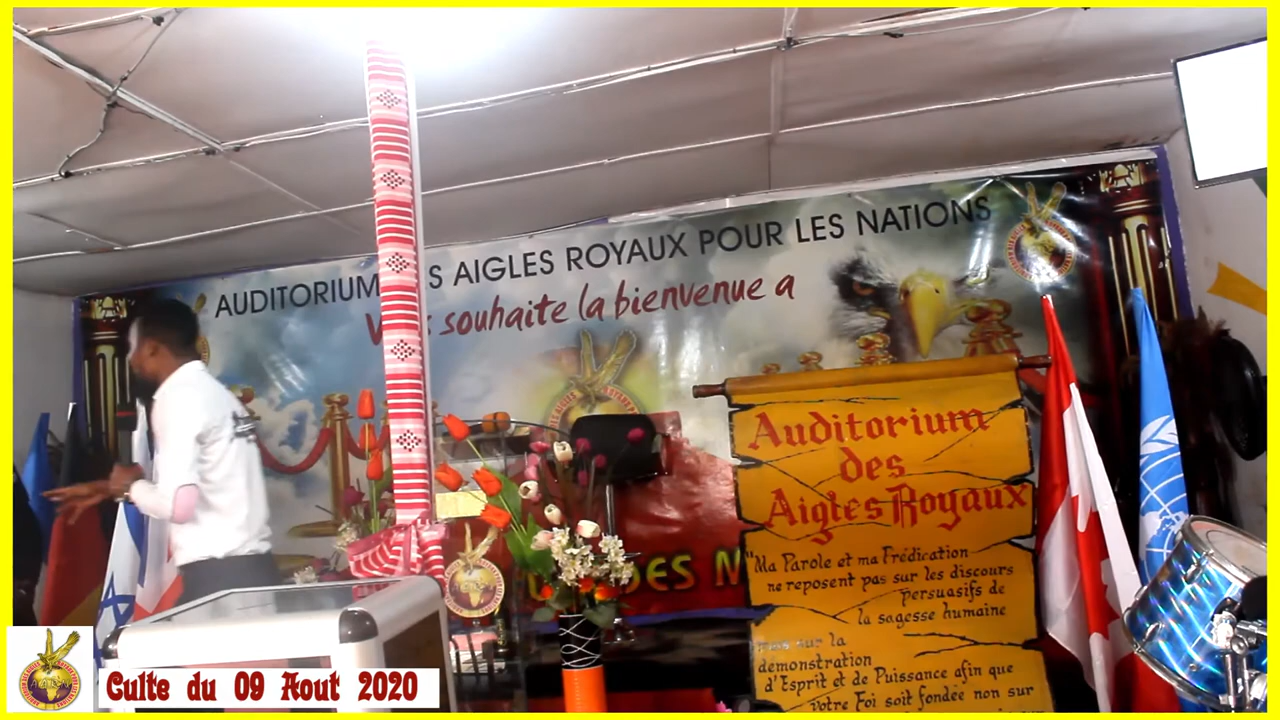 AUDITORIUM S AIGLES ROYAUX POUR LES NATIONS
souhaite la bienvenue a
Auditorium
des
Aigles Royaux
"Ma Parole et ma Prédication
ne reposent pas sur les discours
persuasifs de
la sagesse humaine
mais sur la
démonstration
d'Esprit et de Puissance afin que
votre Foi soit fondée non sur
DES
Culte du 09 Aout 2020